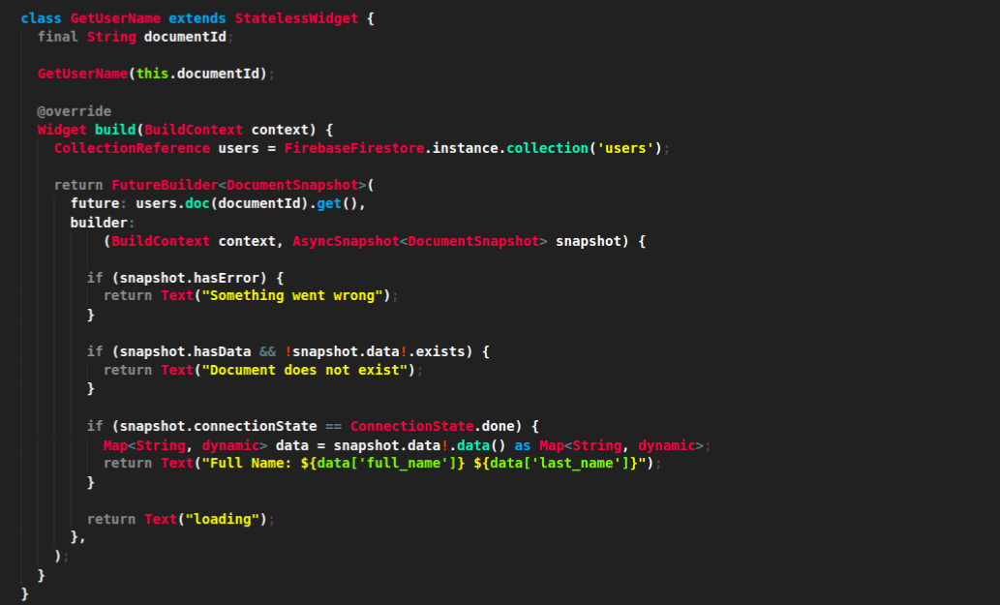 class GetUserName extends StatelessWidget {
  final String documentId;

  GetUserName(this.documentId);

  @override
  Widget build(BuildContext context) {
    CollectionReference users = FirebaseFirestore.instance.collection('users');

    return FutureBuilder<DocumentSnapshot>(
      future: users.doc(documentId).get(),
      builder:
          (BuildContext context, AsyncSnapshot<DocumentSnapshot> snapshot) {

        if (snapshot.hasError) {
          return Text("Something went wrong");
        }

        if (snapshot.hasData && !snapshot.data!.exists) {
          return Text("Document does not exist");
        }

        if (snapshot.connectionState == ConnectionState.done) {
          Map<String, dynamic> data = snapshot.data!.data() as Map<String, dynamic>;
          return Text("Full Name: ${data['full_name']} ${data['last_name']}");
        }

        return Text("loading");
      },
    );
  }
}